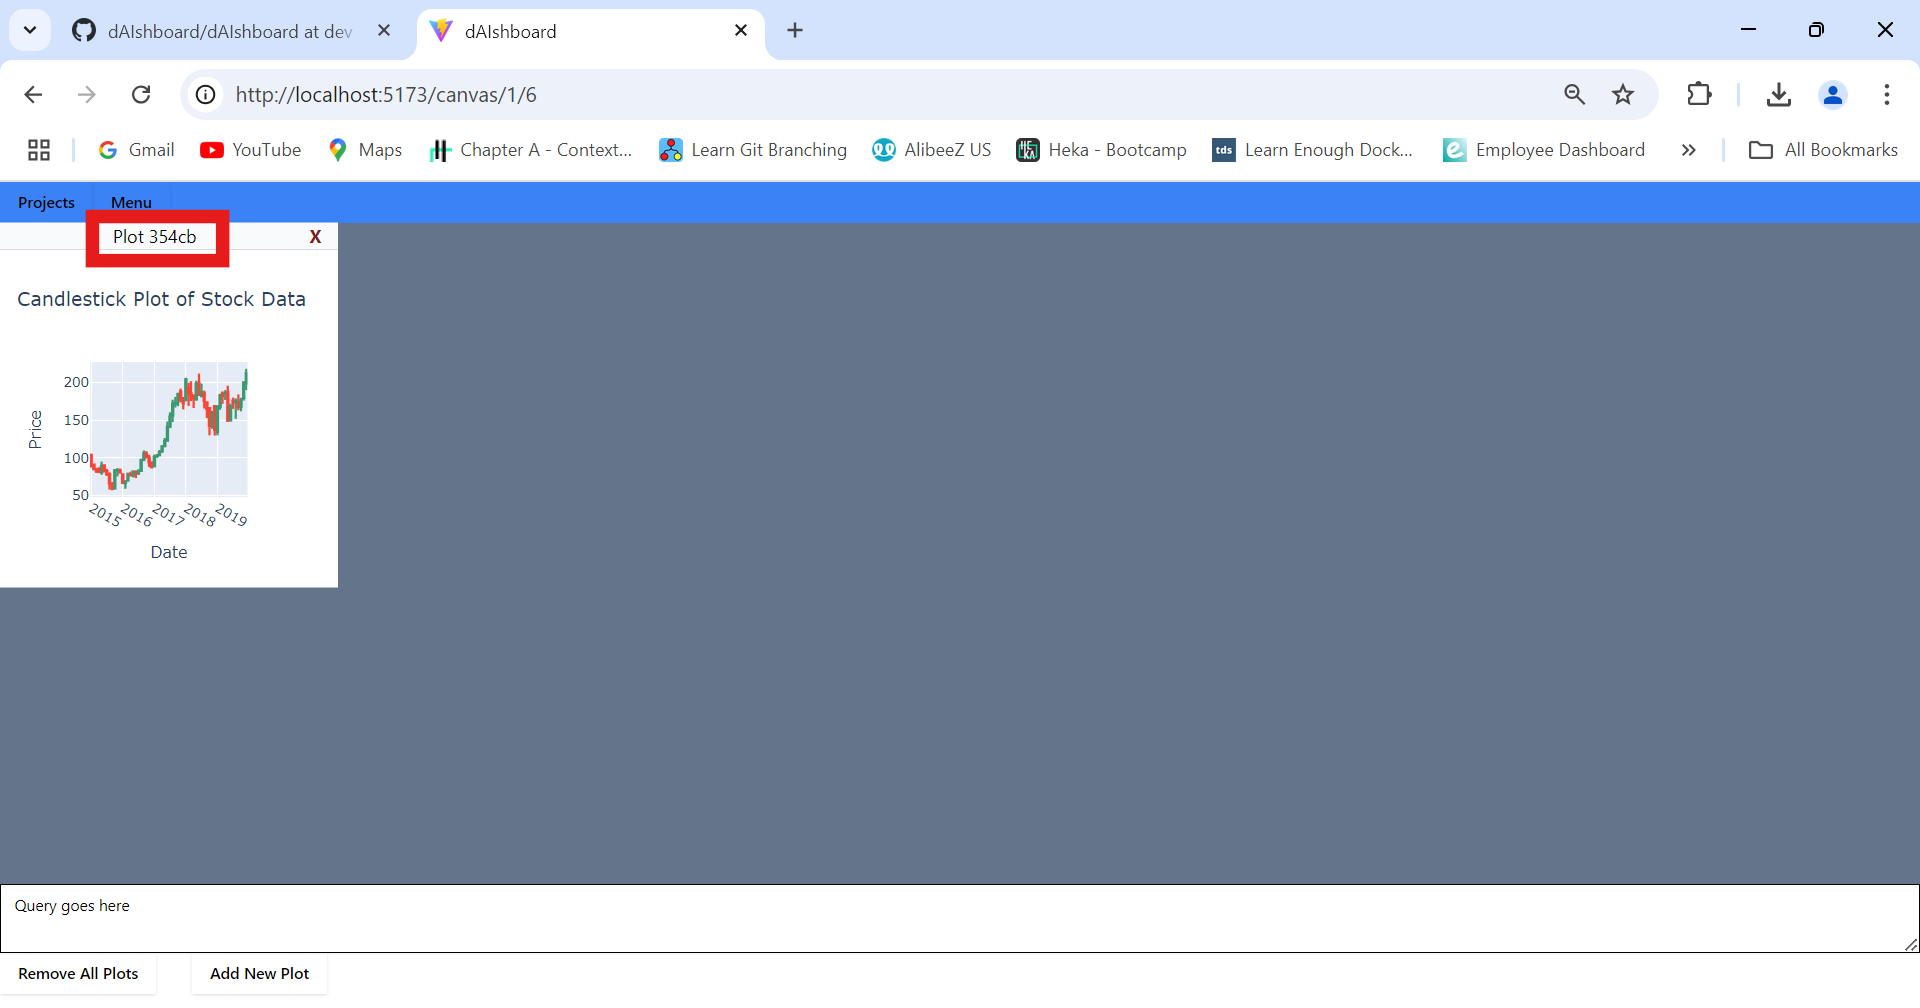 dAIshboard/dAIshboard at dev
dAIshboard
http://localhost:5173/canvas/1/6
Gmail
YouTube
Maps
Chapter A - Context...
Learn Git Branching
AlibeeZ US
HE
KA
Heka - Bootcamp
tds
Learn Enough Dock...
Employee Dashboard
All Bookmarks
Projects
Menu
Plot 354cb
X
Candlestick Plot of Stock Data
200
150
100
50
Price
2015
2016
2017
2018
2019
Date
Query goes here
Remove All Plots
Add New Plot